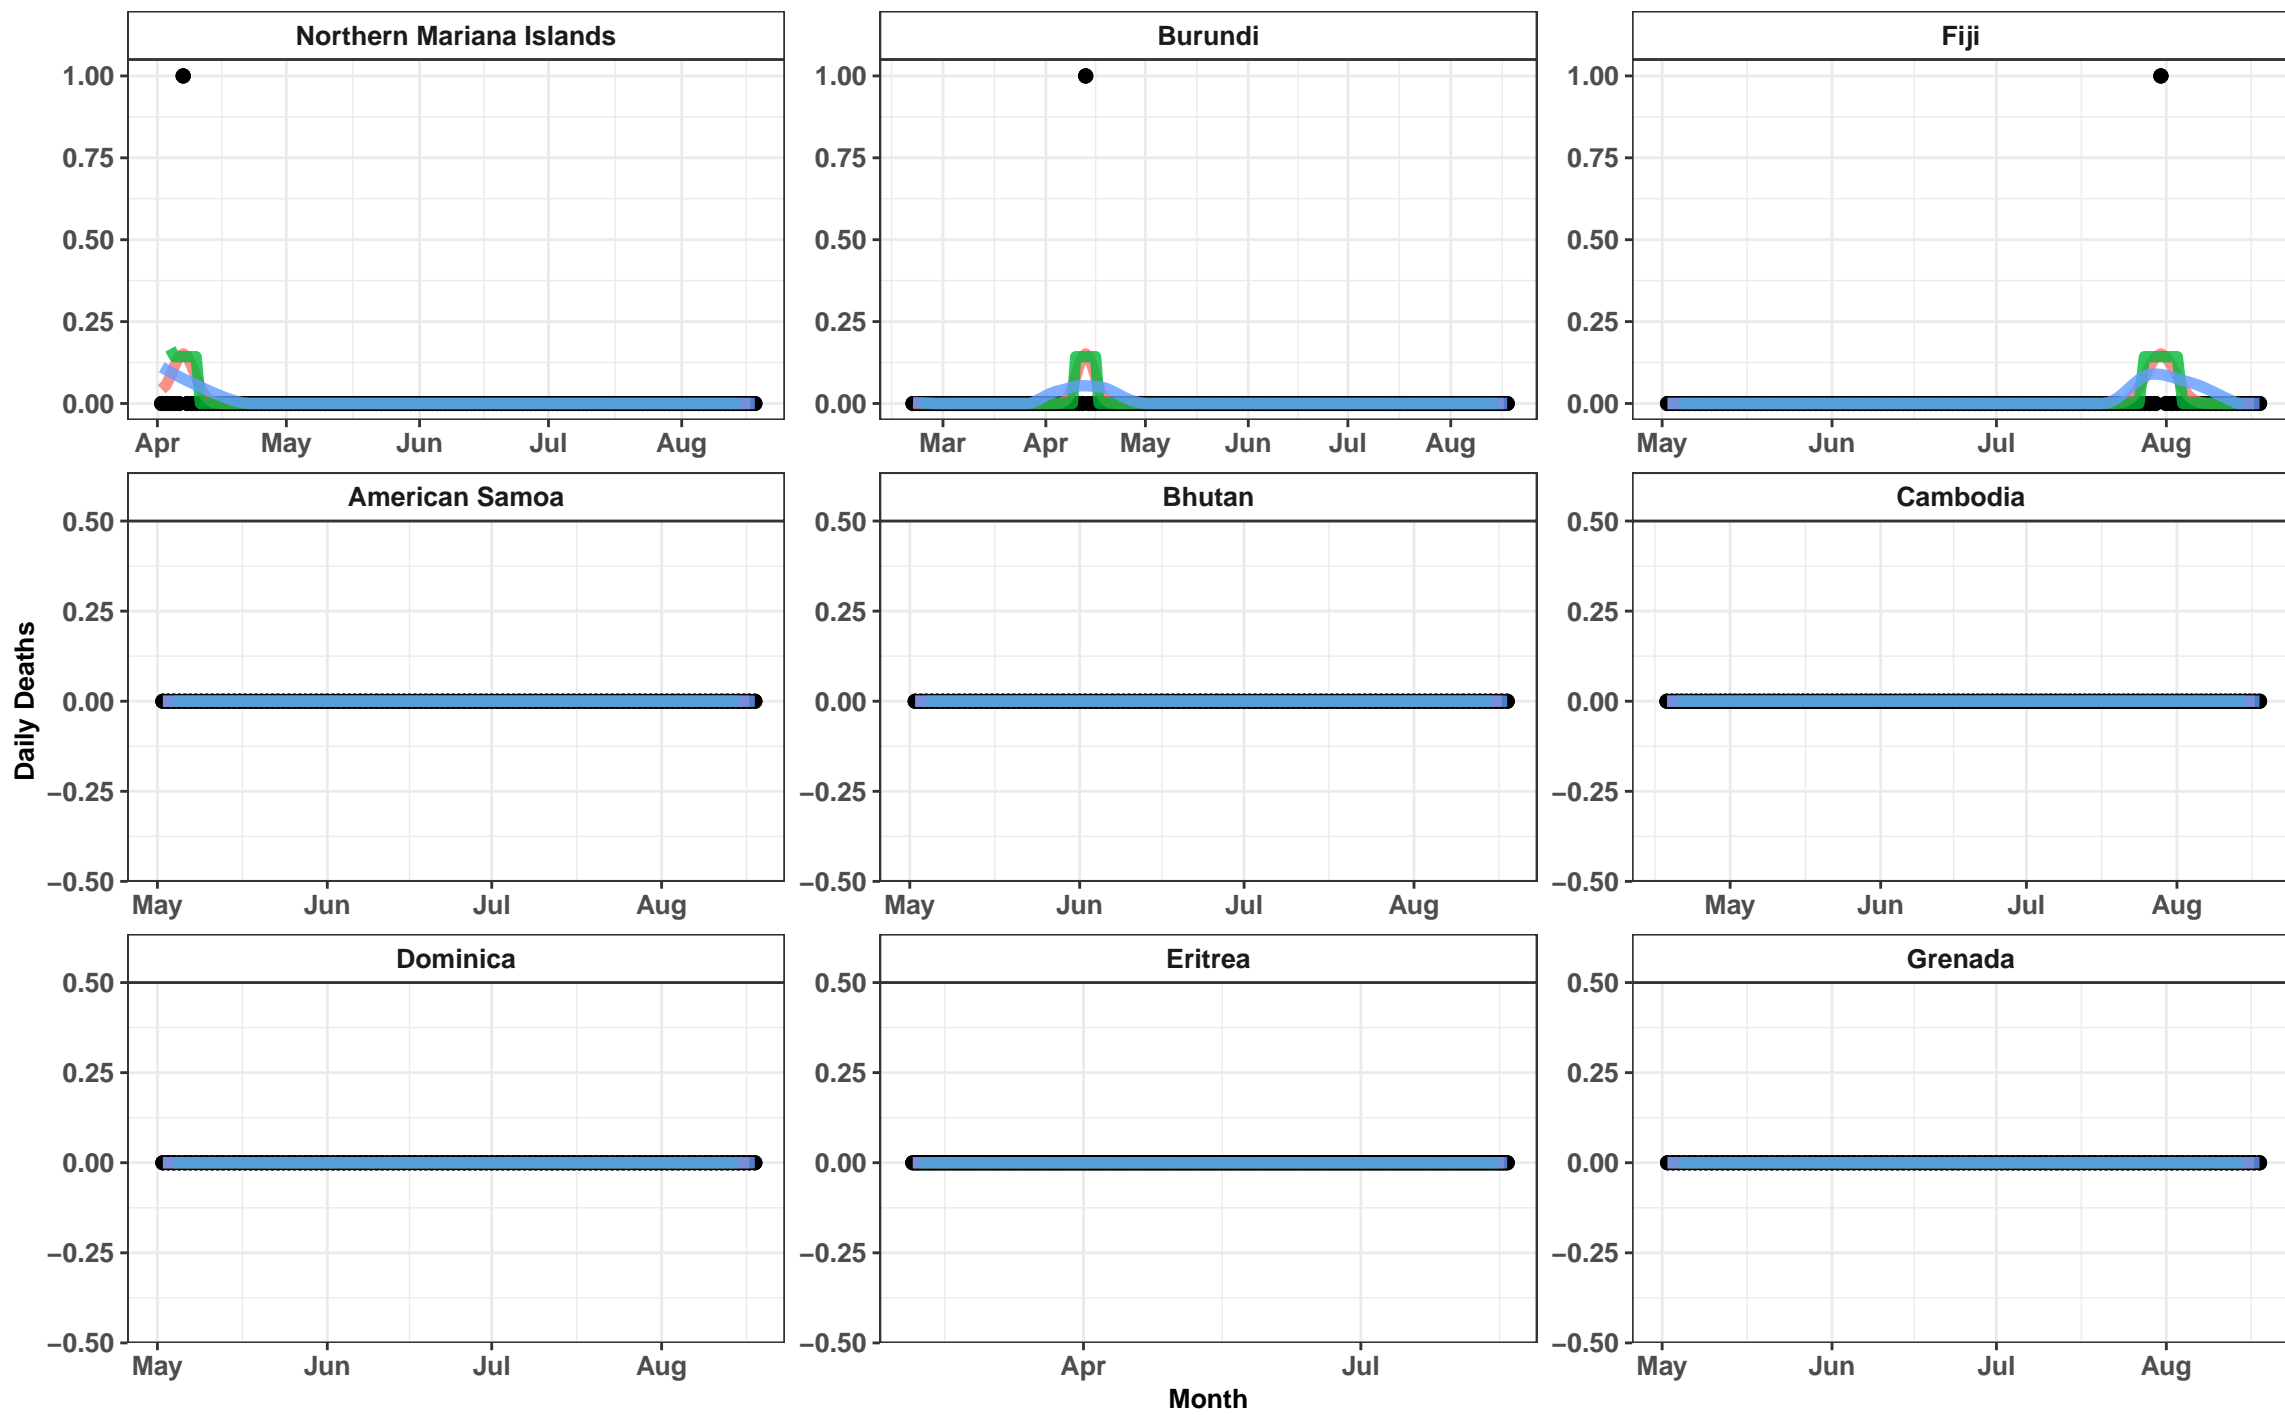 Northern Mariana Islands Burundi Fiji
1.00 1.00 1.00
0.75 0.75 0.75
0.50 0.50 0.50
0.25 0.25 0.25
0.00 0.00 0.00
Apr May Jun Jul Aug Mar Apr May Jun Jul Aug May Jun Jul Aug
American Samoa Bhutan Cambodia
0.50 0.50 0.50
0.25 0.25 0.25
0.00 0.00 0.00
−0.25 −0.25 −0.25
−0.50 −0.50 −0.50
May Jun Jul Aug May Jun Jul Aug May Jun Jul Aug
Daily Deaths
Dominica Eritrea Grenada
0.50 0.50 0.50
0.25 0.25 0.25
0.00 0.00 0.00
−0.25 −0.25 −0.25
−0.50 −0.50 −0.50
May Jun Jul Aug Apr Jul May Jun Jul Aug
Month